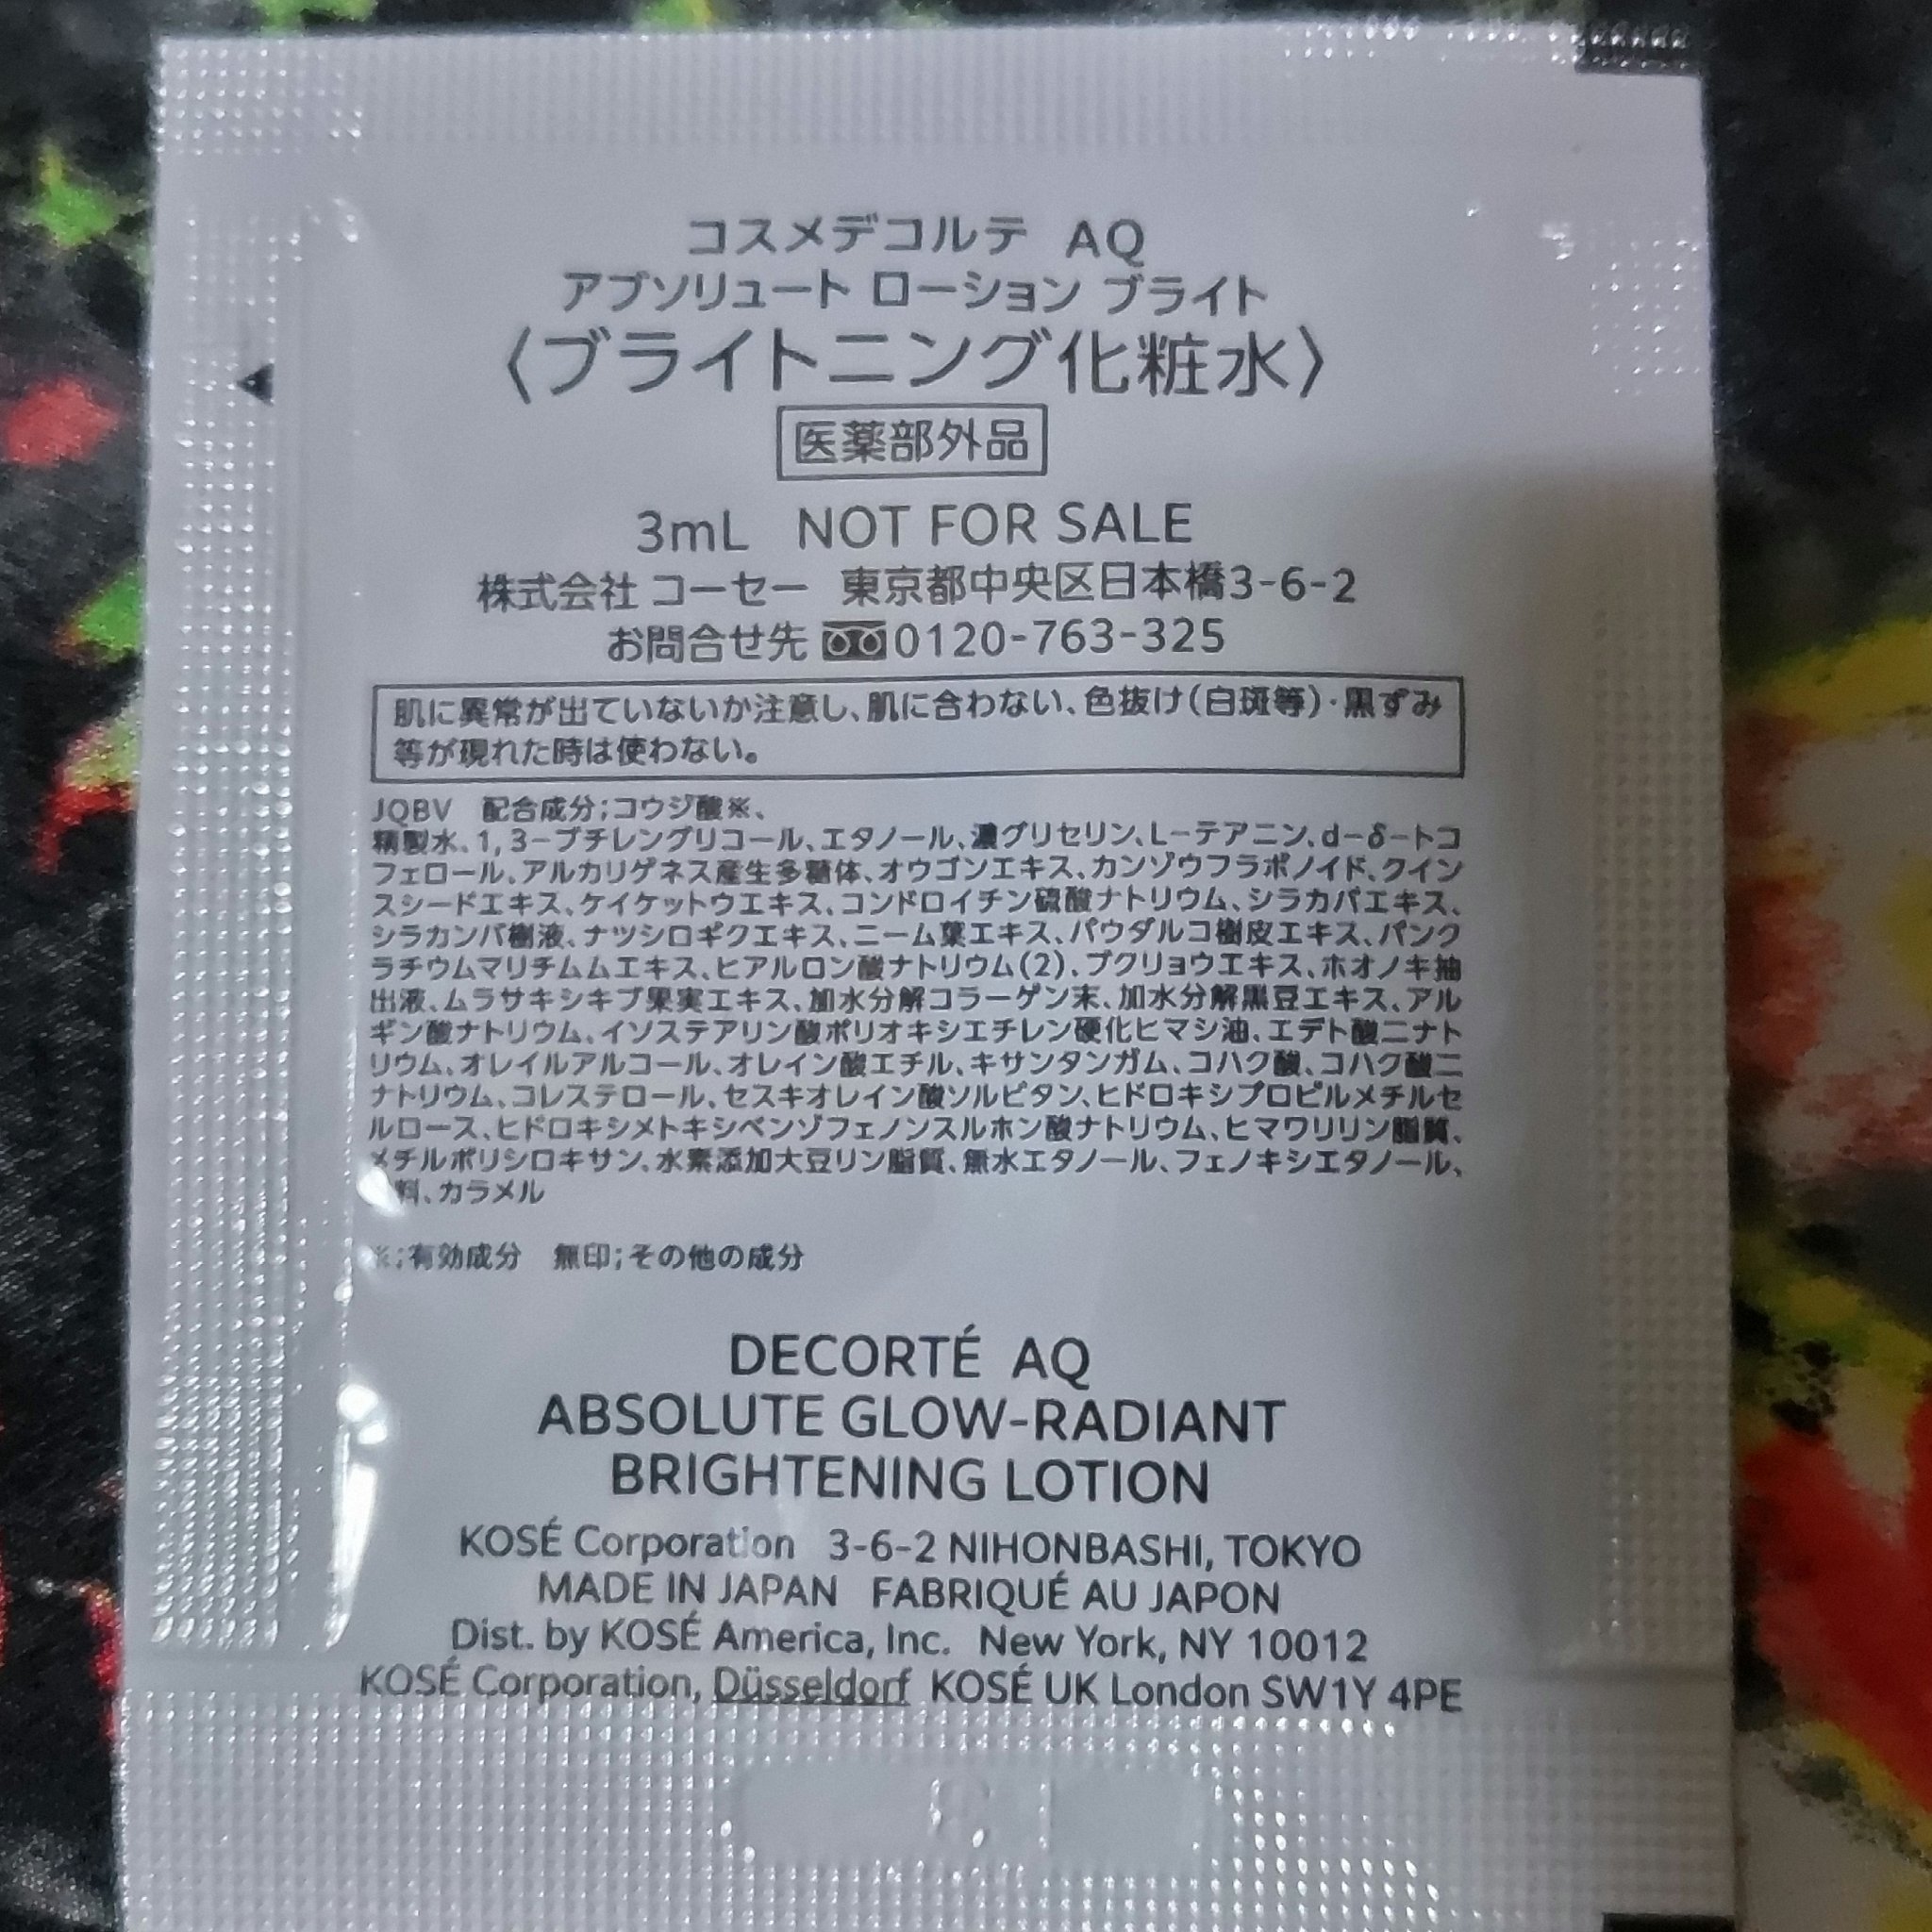 コスメデコルテ AQ
アブソリュート ローション ブライト
〈ブライトニング化粧水〉
医薬部外品
3mL NOT FOR SALE
株式会社 コーセー 東京都中央区日本橋3-6-2
お問合せ先 0120-763-325
肌に異常が出ていないか注意し、肌に合わない、色抜け(白斑等)・黒ずみ
等が現れた時は使わない。
JQBV 配合成分;コウジ酸※、
精製水、1,3-ブチレングリコール、エタノール、濃グリセリン、L-テアニン、d-δ-トコ
フェロール、アルカリゲネス産生多糖体、オウゴンエキス、カンゾウフラボノイド、クイン
スシードエキス、ケイケットウエキス、コンドロイチン硫酸ナトリウム、シラカバエキス、
シラカンバ樹液、ナツシロギクエキス、ニーム葉エキス、パウダルコ樹皮エキス、パンク
ラチウムマリチムムエキス、ヒアルロン酸ナトリウム(2)、ブクリョウエキス、ホオノキ抽
出液、ムラサキシキブ果実エキス、加水分解コラーゲン末、加水分解黒豆エキス、アル
ギン酸ナトリウム、イソステアリン酸ポリオキシエチレン硬化ヒマシ油、エデト酸二ナト
リウム、オレイルアルコール、オレイン酸エチル、キサンタンガム、コハク酸、コハク酸二
ナトリウム、コレステロール、セスキオレイン酸ソルビタン、ヒドロキシプロピルメチルセ
ルロース、ヒドロキシメトキシベンゾフェノンスルホン酸ナトリウム、ヒマワリリン脂質、
メチルポリシロキサン、水素添加大豆リン脂質、無水エタノール、フェノキシエタノール、
料、カラメル
※;有効成分 無印;その他の成分
DECORTÉ AQ
ABSOLUTE GLOW-RADIANT
BRIGHTENING LOTION
KOSÉ Corporation 3-6-2 NIHONBASHI, TOKYO
MADE IN JAPAN FABRIQUÉ AU JAPON
Dist. by KOSÉ America, Inc. New York, NY 10012
KOSÉ Corporation, Düsseldorf KOSÉ UK London SW1Y 4PE